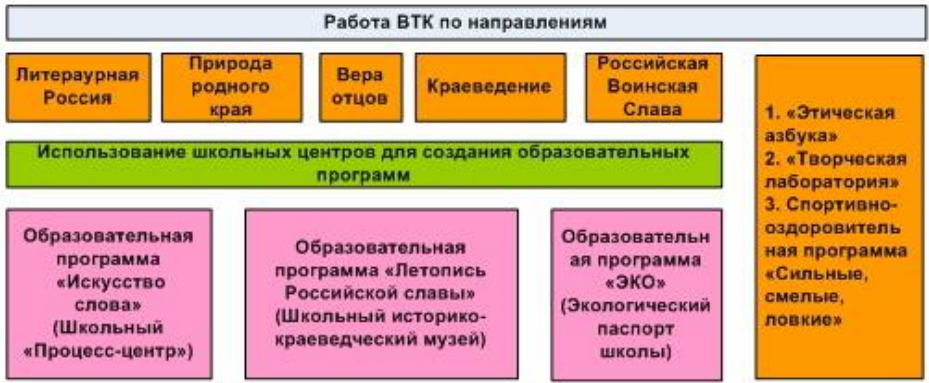 Работа ВТК по направлениям
Литераурная
Россия
Природа
родного
края
Вера
отцов
Краеведение
Российская
Воинская
Слава
Использование школьных центров для создания образовательных
программ
Образовательная
программа
«Искусство
слова»
(Школьный
«Процесс-центр»)
Образовательная
программа «Летопись
Российской славы»
(Школьный историко-
краеведческий музей)
Образовательн
ая программа
«ЭКО»
(Экологический
паспорт
школы)
1. «Этическая
азбука»
2. «Творческая
лаборатория»
3. Спортивно-
оздоровитель
ная программа
«Сильные,
смелые,
ловкие»